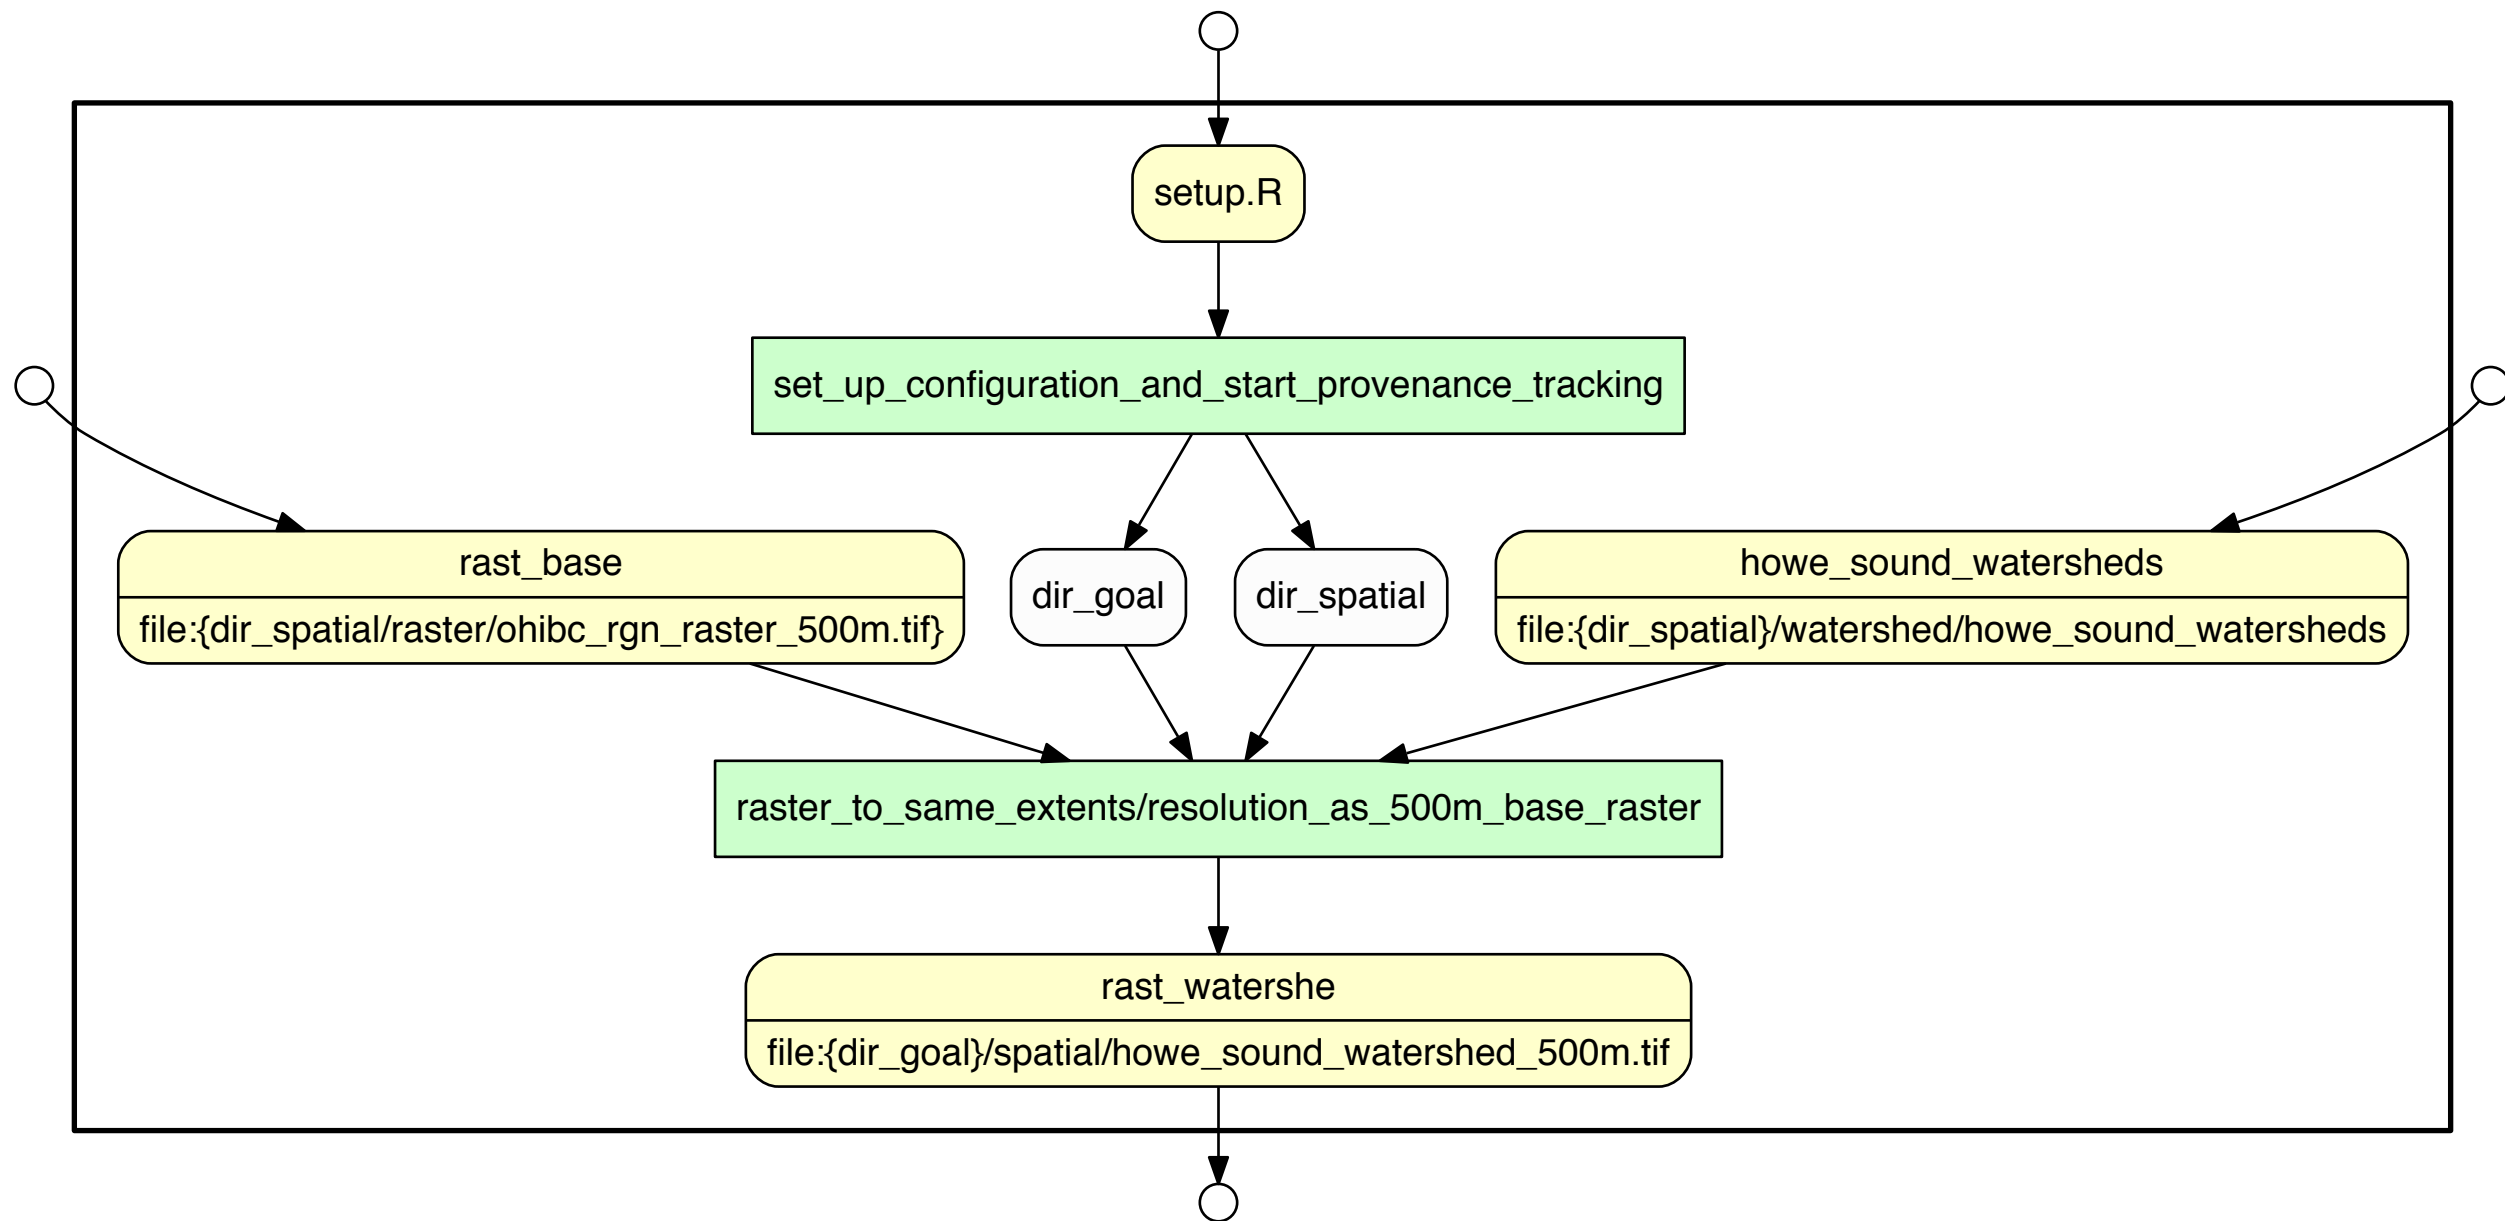 setup.R
set_up_configuration_and_start_provenance_tracking
rast_base
file:{dir_spatial/raster/ohibc_rgn_raster_500m.tif}
dir_goal
dir_spatial
howe_sound_watersheds
file:{dir_spatial}/watershed/howe_sound_watersheds
raster_to_same_extents/resolution_as_500m_base_raster
rast_watershe
file:{dir_goal}/spatial/howe_sound_watershed_500m.tif